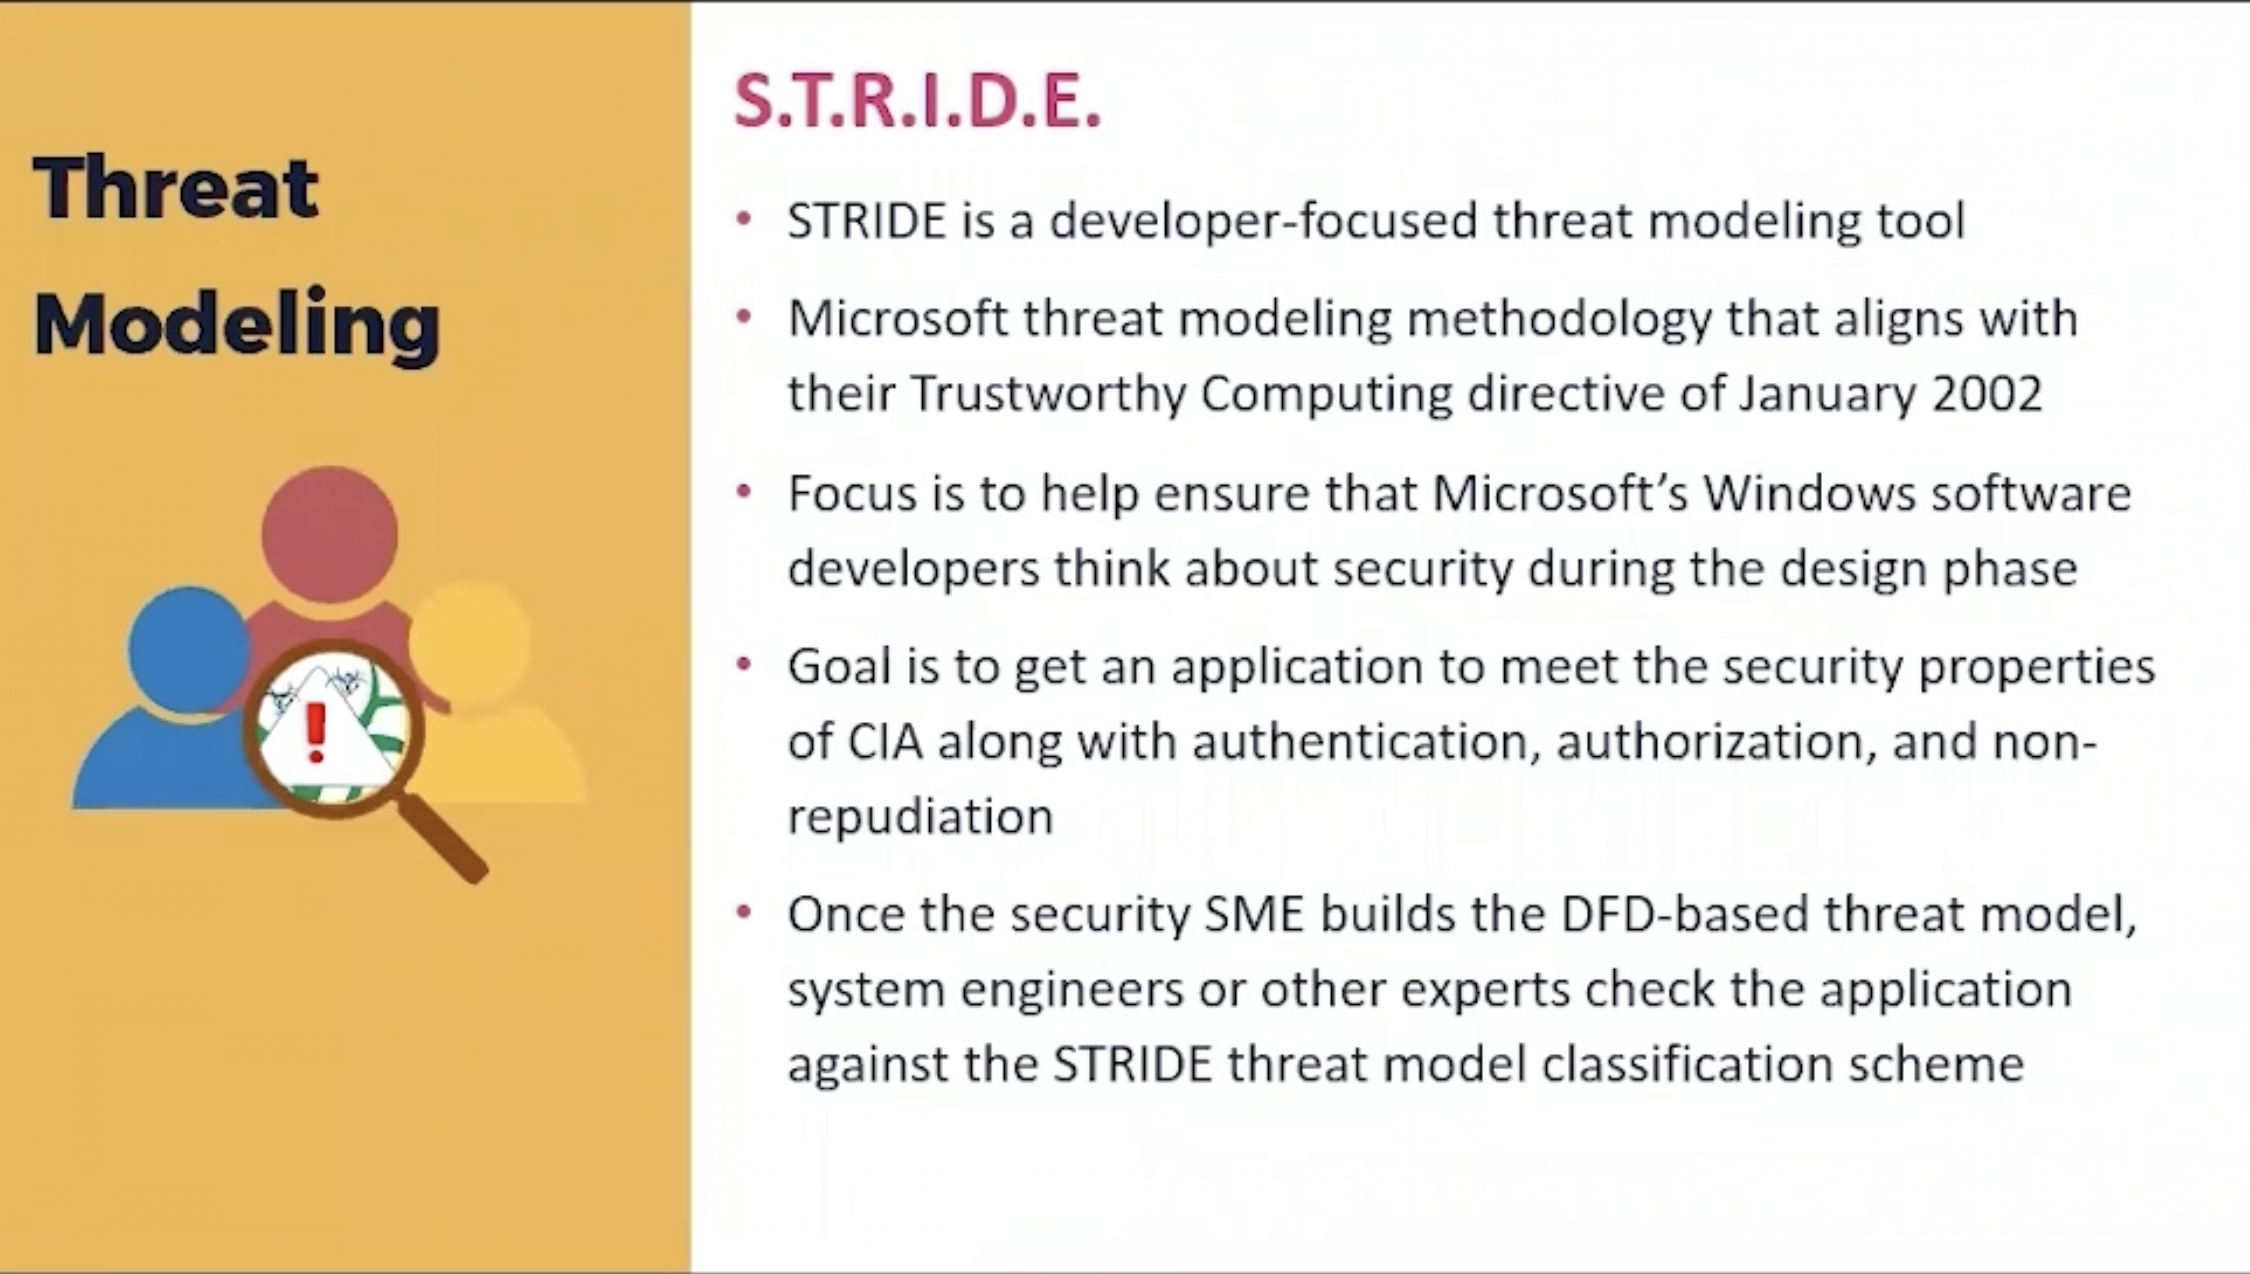 Threat
Modeling
S.T.R.I.D.E.
• STRIDE is a developer-focused threat modeling tool
• Microsoft threat modeling methodology that aligns with
their Trustworthy Computing directive of January 2002
• Focus is to help ensure that Microsoft’s Windows software
developers think about security during the design phase
• Goal is to get an application to meet the security properties
of CIA along with authentication, authorization, and non-
repudiation
• Once the security SME builds the DFD-based threat model,
system engineers or other experts check the application
against the STRIDE threat model classification scheme